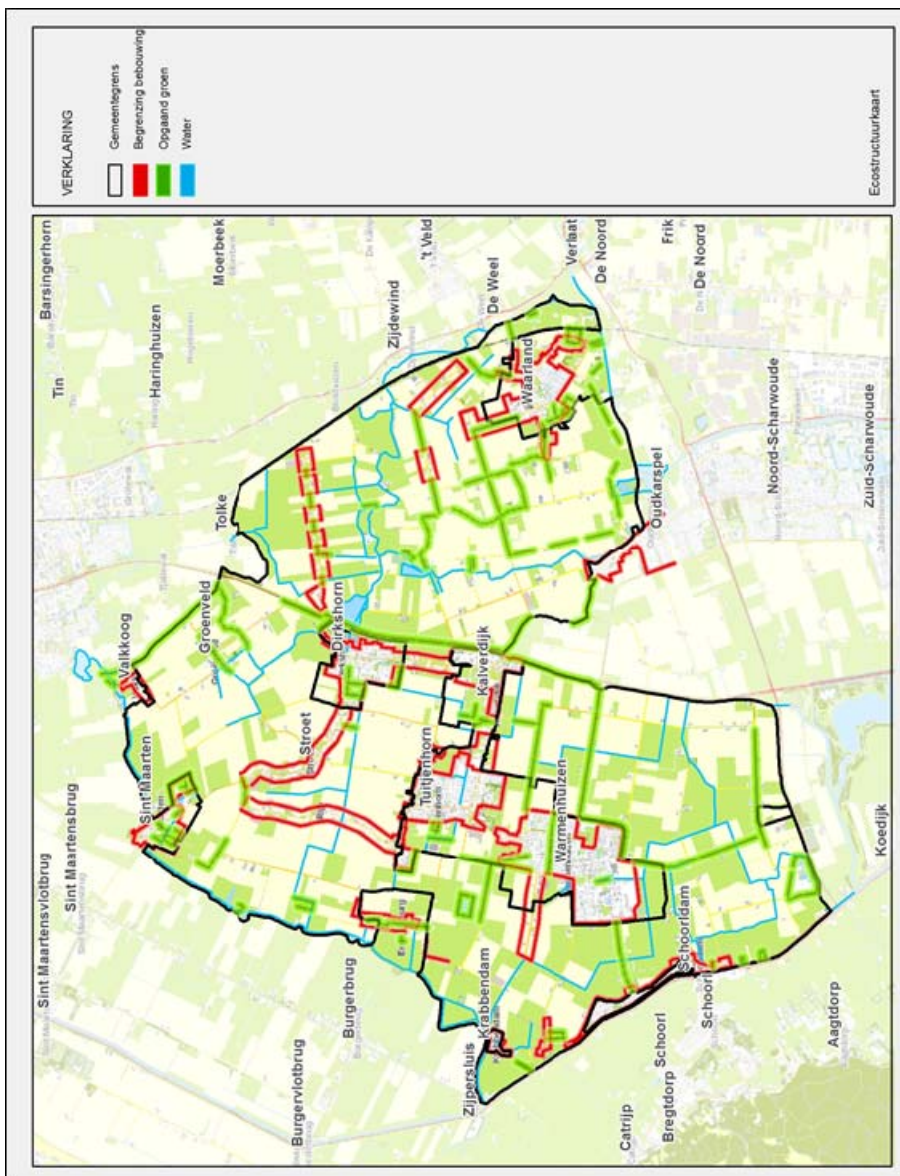 VERKLARING
Gemeentegrens
Begrenzing bebouwing
Opgaand groen
Water
Ecostructuurkaart
Sint Maartensvlotbrug
Sint Maartensbrug
Burgervlotbrug
Burgerbrug
Zijpersluis
Krabbendam
Catrijp
Bregtdorp
Schoorl
Schoorl
Schoorldam
Aagtdorp
Koedijk
Sint Maarten
Valkkoog
Groenveld
Stroet
Tuitjenhorn
Warmenhuizen
Dirkshorn
Kalverdijk
Tolke
Tin
Barsingerhorn
Haringhuizen
Moerbeek
Zijdewind
't Veld
De Weel
Verlaat
De Noord
Waarland
Frik
De Noord
Oudkarspel
Noord-Scharwoude
Zuid-Scharwoude